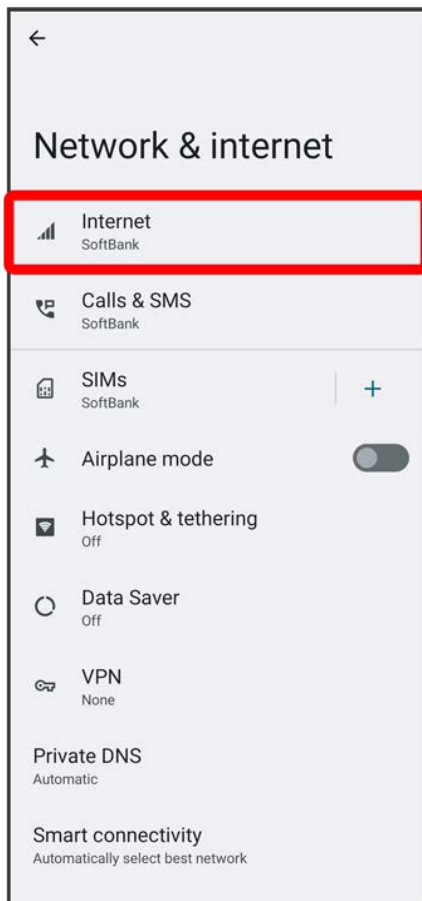 Network & internet
Internet
SoftBank
Calls & SMS
SoftBank
SIMs
SoftBank
Airplane mode
Hotspot & tethering
Off
Data Saver
Off
VPN
None
Private DNS
Automatic
Smart connectivity
Automatically select best network